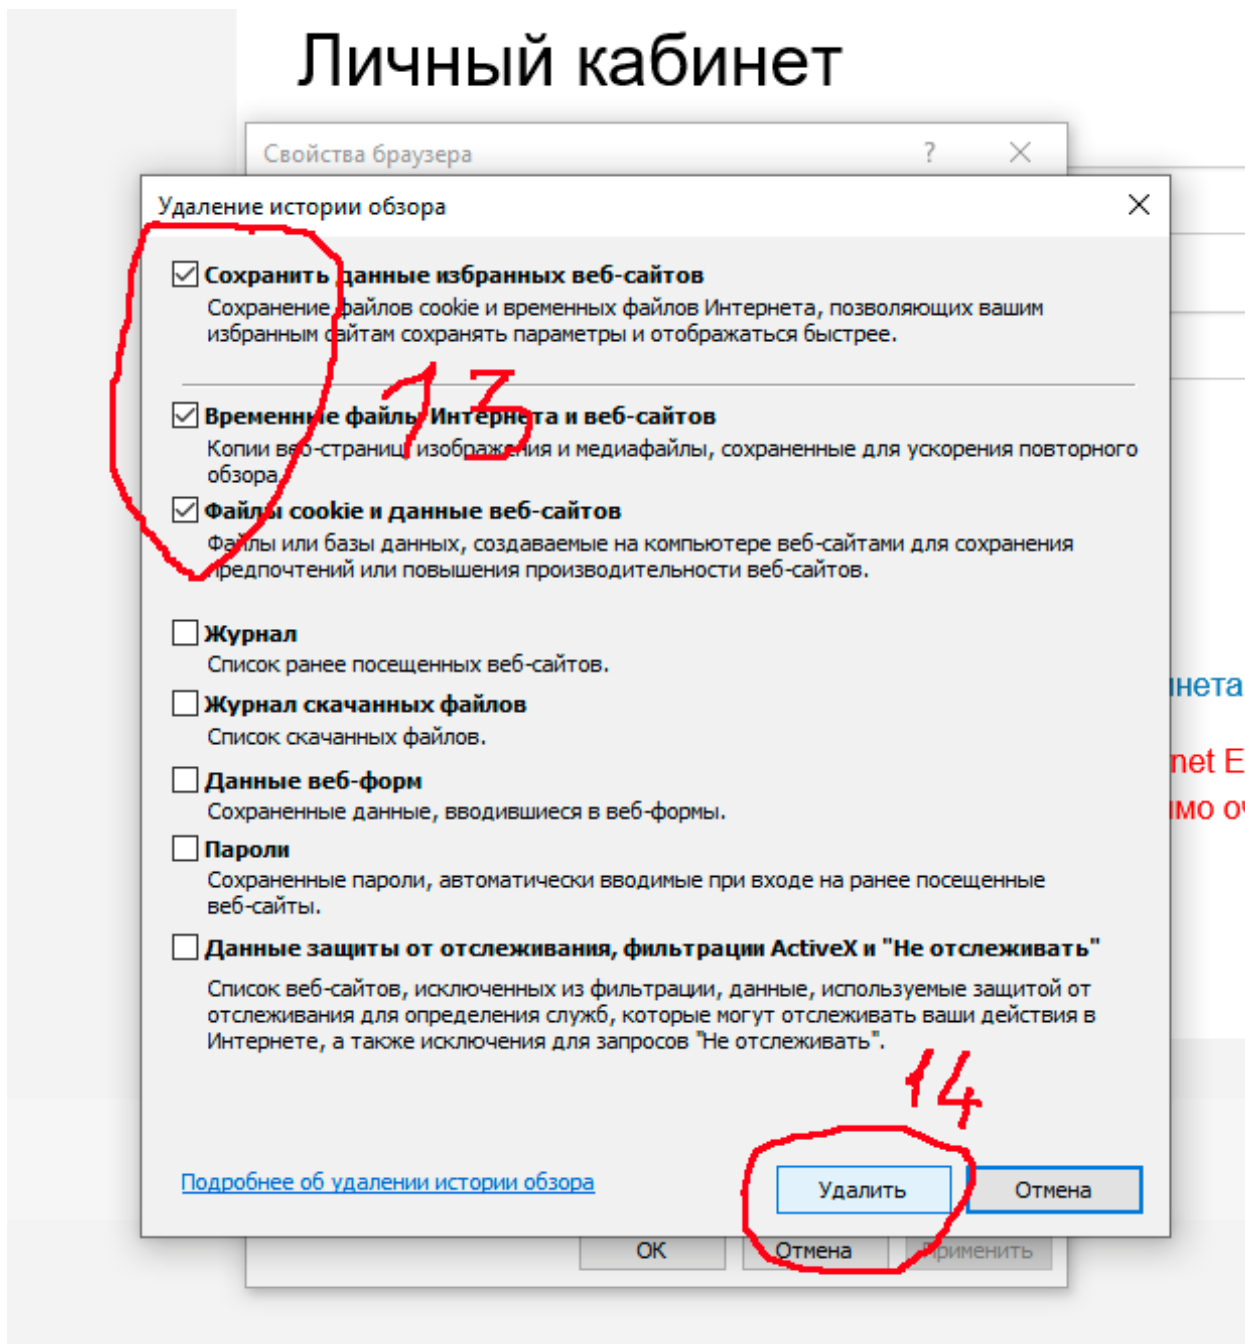 Личный кабинет
Свойства браузера
?
Удаление истории обзора
Сохранить данные избранных веб-сайтов
Сохранение файлов cookie и временных файлов Интернета, позволяющих вашим
избранным сайтам сохранять параметры и отображаться быстрее.
13
Временные файлы Интернета и веб-сайтов
Копии веб-страниц, изображения и медиафайлы, сохраненные для ускорения повторного
обзора.
Файлы cookie и данные веб-сайтов
Файлы или базы данных, создаваемые на компьютере веб-сайтами для сохранения
предпочтений или повышения производительности веб-сайтов.
Журнал
Список ранее посещенных веб-сайтов.
Журнал скачанных файлов
Список скачанных файлов.
инета
net E
Данные веб-форм
Сохраненные данные, вводившиеся в веб-формы.
имо оч
Пароли
Сохраненные пароли, автоматически вводимые при входе на ранее посещенные
веб-сайты.
Данные защиты от отслеживания, фильтрации ActiveX и "Не отслеживать"
Список веб-сайтов, исключенных из фильтрации, данные, используемые защитой от
отслеживания для определения служб, которые могут отслеживать ваши действия в
Интернете, а также исключения для запросов "Не отслеживать".
14
Подробнее об удалении истории обзора
Удалить
Отмена
ОК
Отмена
Применить